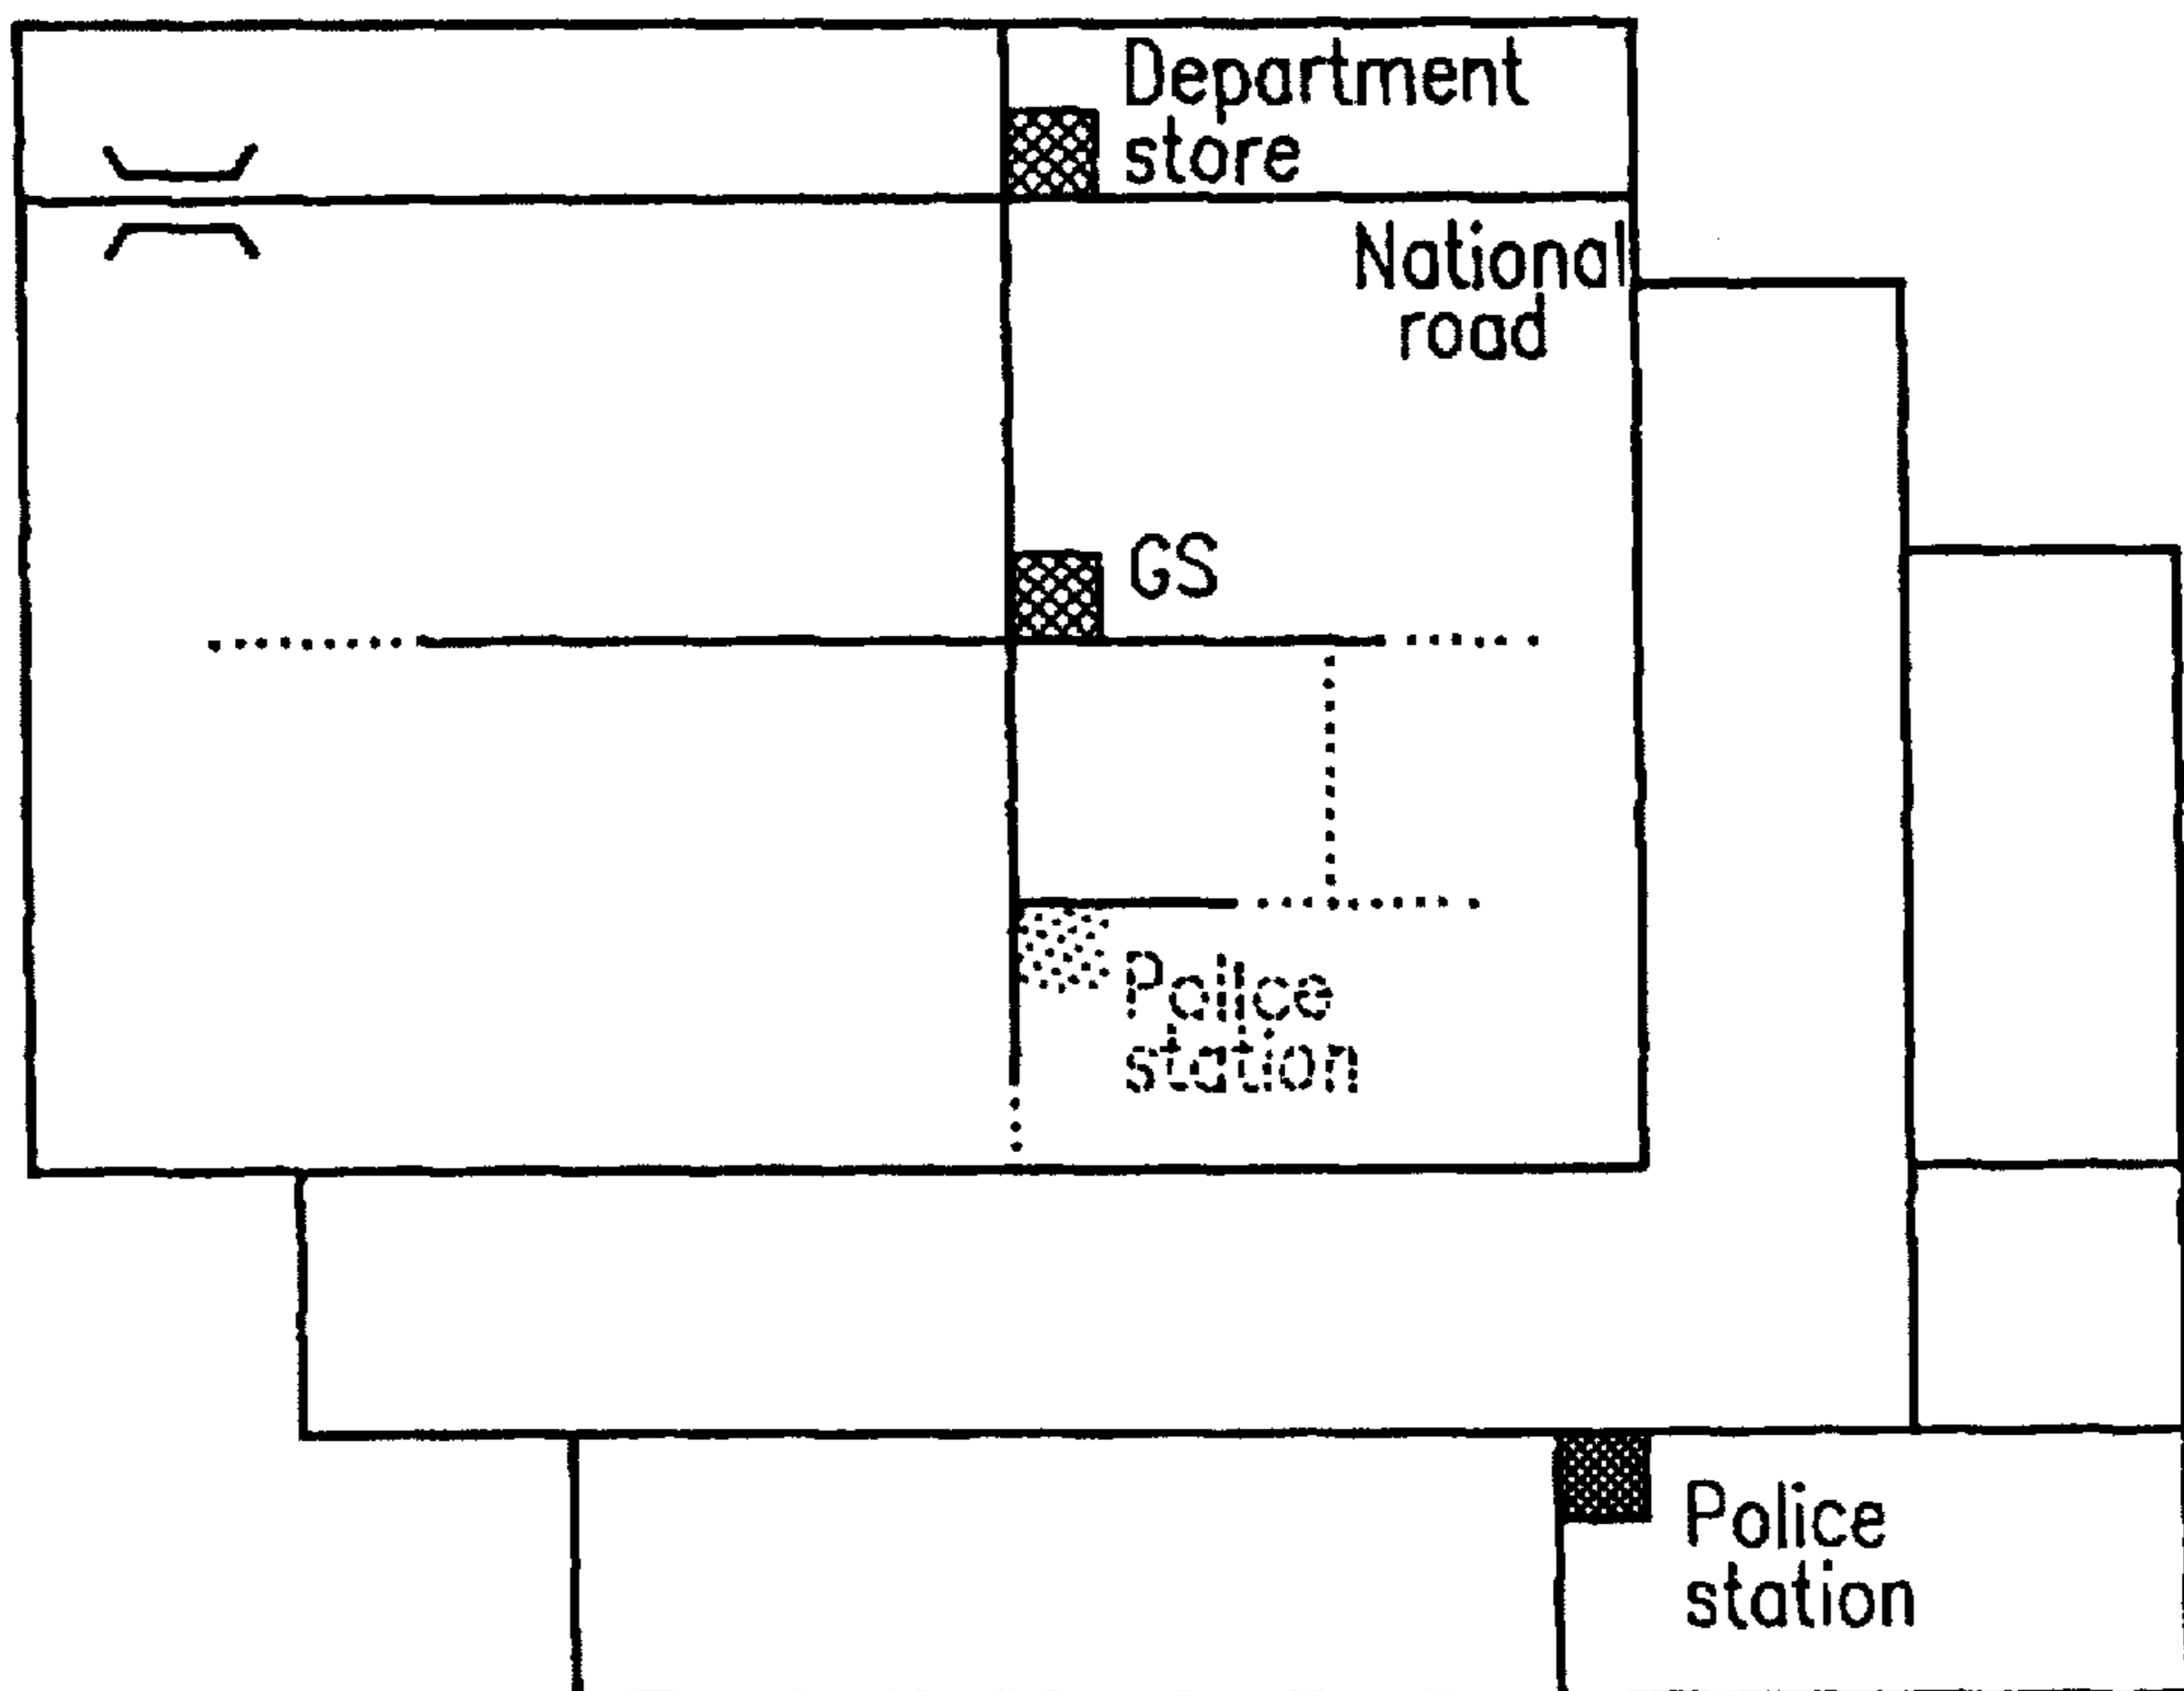 Department
store
National
road
GS
Police
station
Police
station